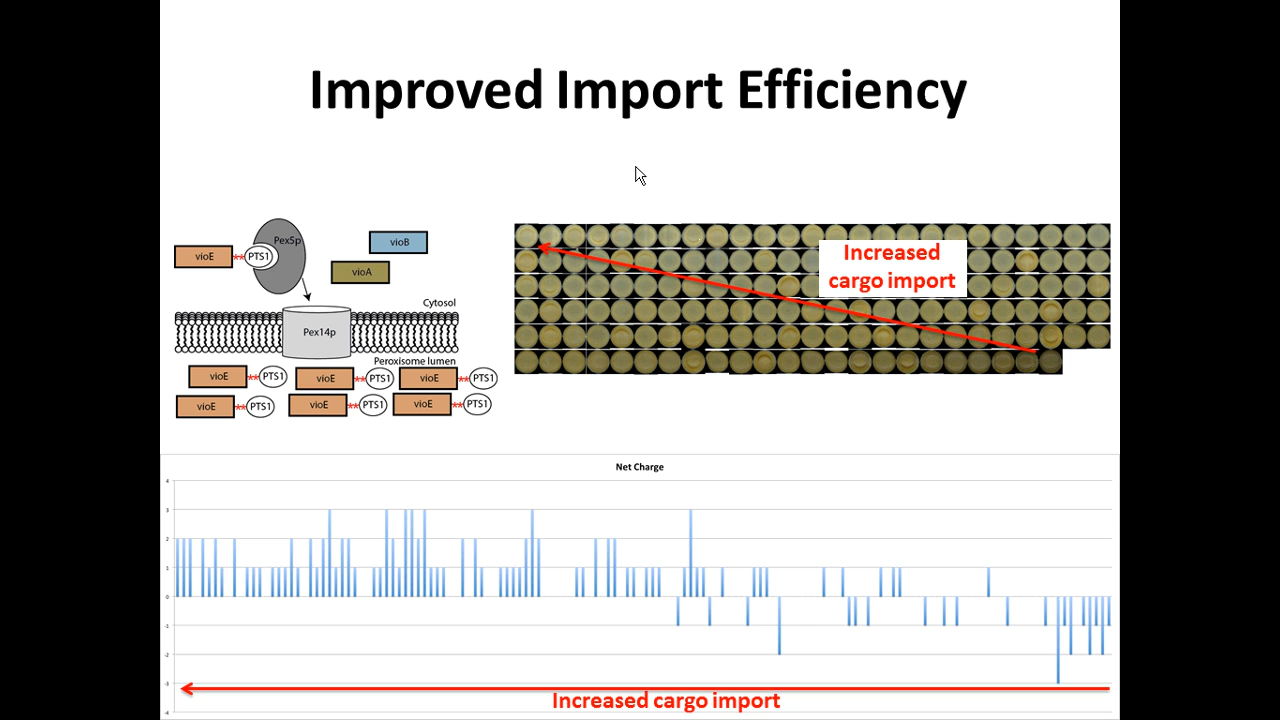 Improved Import Efficiency
Pex5p
vioE
**
PTS1
vioB
vioA
Cytosol
Pex14p
Peroxisome lumen
vioE ** PTS1
vioE ** PTS1
vioE ** PTS1
vioE ** PTS1
vioE ** PTS1
vioE ** PTS1
Increased
cargo import
Net Charge
4
3
2
1
0
-1
-2
-3
-4
Increased cargo import